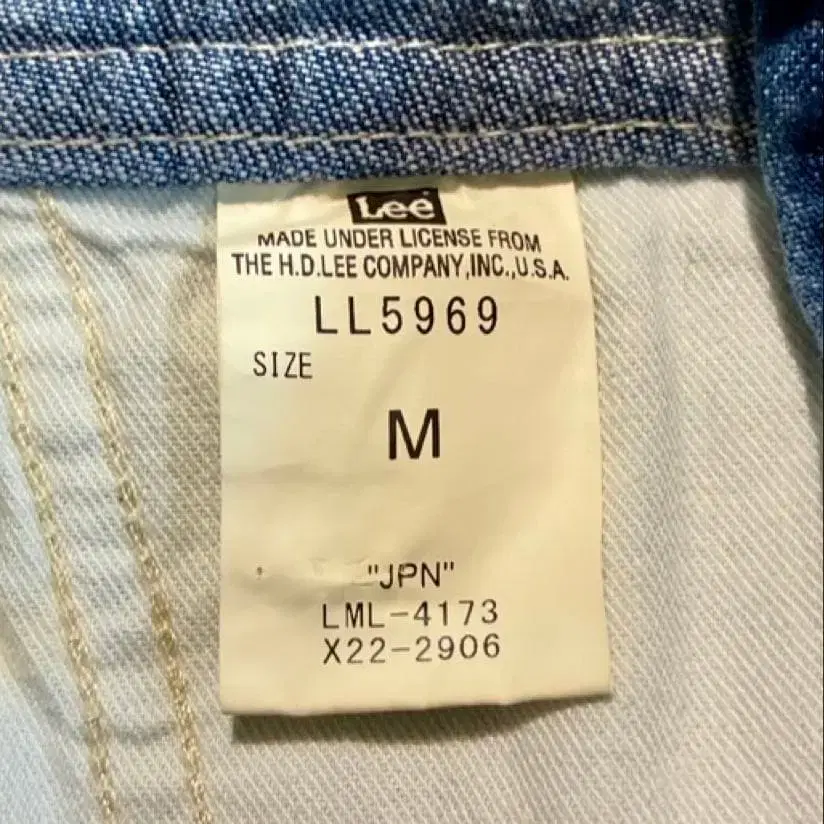 Lee
MADE UNDER LICENSE FROM
THE H.D.LEE COMPANY,INC.,U.S.A.
LL5969
SIZE
M
"JPN"
LML-4173
X22-2906